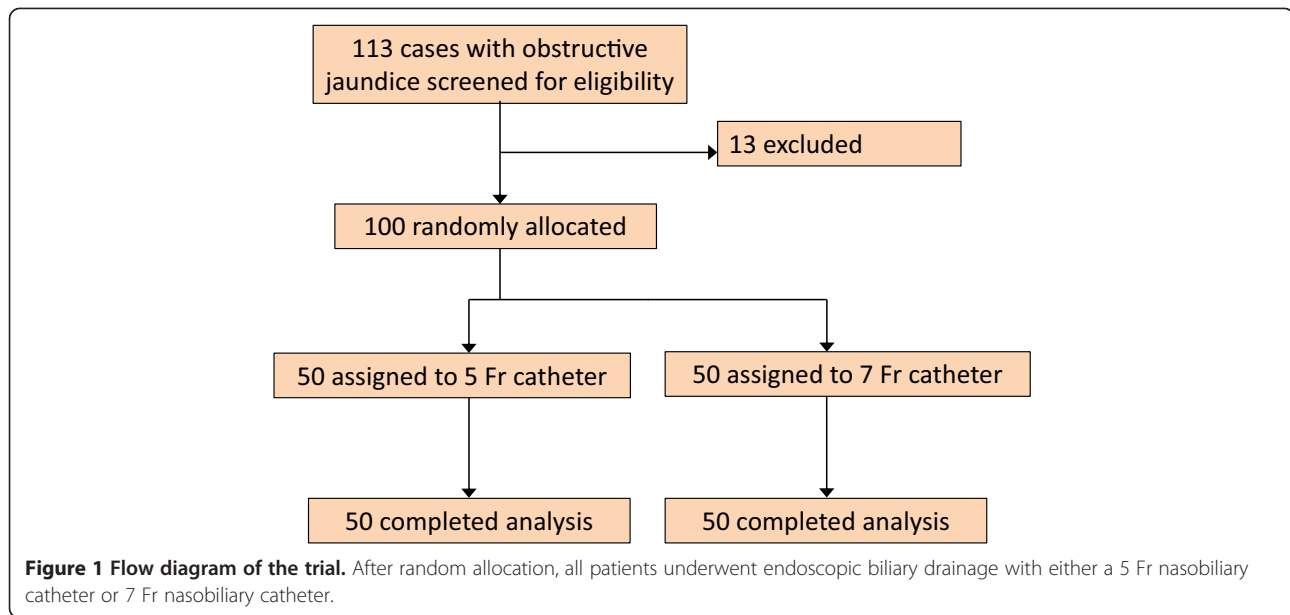 113 cases with obstructive
jaundice screened for eligibility
13 excluded
100 randomly allocated
50 assigned to 5 Fr catheter
50 assigned to 7 Fr catheter
50 completed analysis
50 completed analysis
Figure 1 Flow diagram of the trial. After random allocation, all patients underwent endoscopic biliary drainage with either a 5 Fr nasobiliary
catheter or 7 Fr nasobiliary catheter.